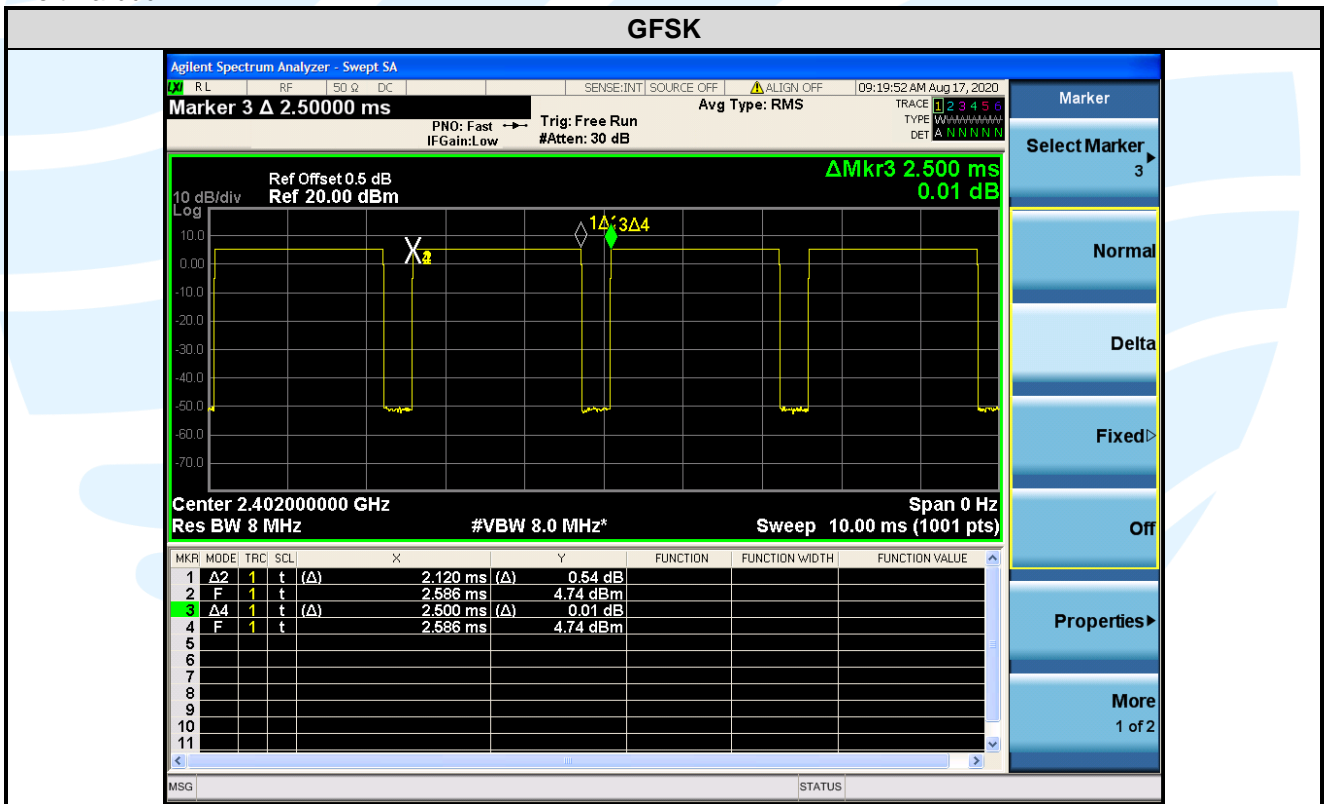 GFSK
Agilent Spectrum Analyzer - Swept SA
LXI RL RF 50 Ω DC SENSE:INT SOURCE OFF ALIGN OFF 09:19:52 AM Aug 17, 2020
Marker 3 Δ 2.50000 ms
PNO: Fast
IFGain:Low
Trig: Free Run
#Atten: 30 dB
Avg Type: RMS
TRACE 1 2 3 4 5 6
TYPE
DET A N N N N N
ΔMkr3 2.500 ms
0.01 dB
Ref Offset 0.5 dB
10 dB/div Ref 20.00 dBm
Log
10.0
0.00
-10.0
-20.0
-30.0
-40.0
-50.0
-60.0
-70.0
3Δ4
Center 2.402000000 GHz Span 0 Hz
Res BW 8 MHz #VBW 8.0 MHz* Sweep 10.00 ms (1001 pts)
MKR MODE TRC SCL X Y FUNCTION FUNCTION WIDTH FUNCTION VALUE
1 Δ2 1 t (Δ) 2.120 ms (Δ) 0.54 dB
2 F 1 t 2.586 ms 4.74 dBm
3 Δ4 1 t (Δ) 2.500 ms (Δ) 0.01 dB
4 F 1 t 2.586 ms 4.74 dBm
5
6
7
8
9
10
11
MSG STATUS
Marker
Select Marker
3
Normal
Delta
Fixed
Off
Properties
More
1 of 2